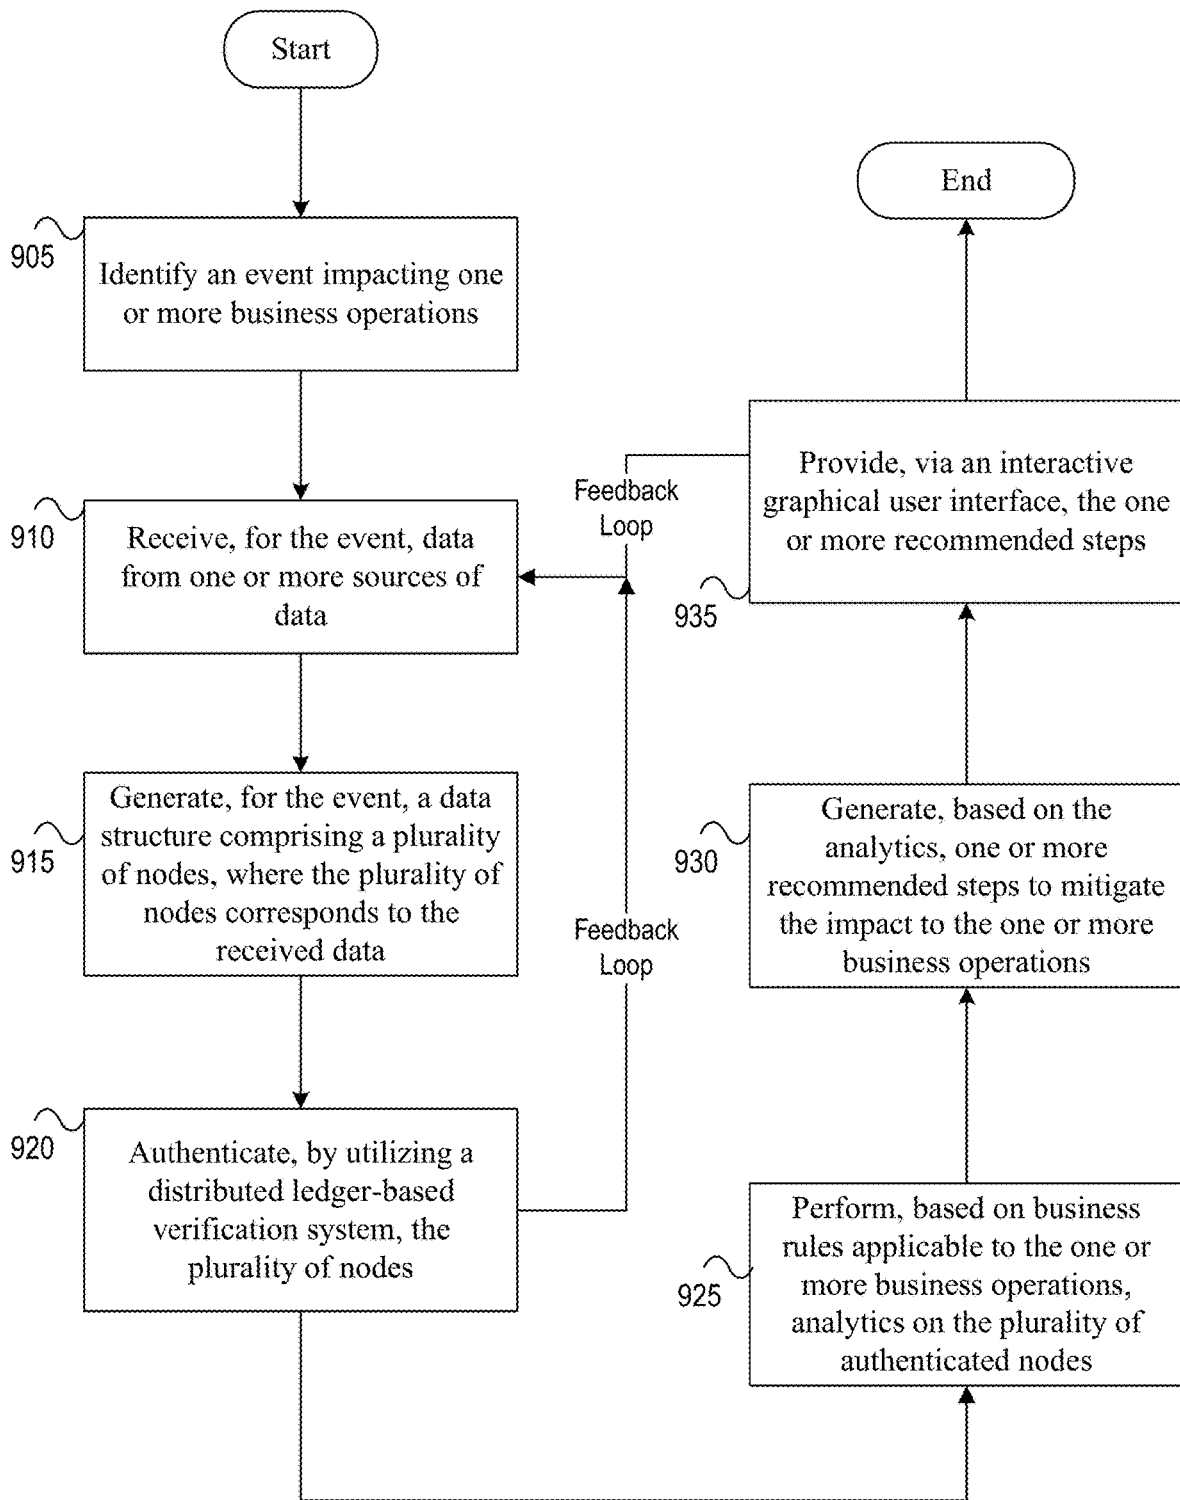 Start
905
Identify an event impacting one
or more business operations
910
Receive, for the event, data
from one or more sources of
data
915
Generate, for the event, a data
structure comprising a plurality
of nodes, where the plurality of
nodes corresponds to the
received data
920
Authenticate, by utilizing a
distributed ledger-based
verification system, the
plurality of nodes
Feedback
Loop
Feedback
Loop
End
Provide, via an interactive
graphical user interface, the one
or more recommended steps
935
Generate, based on the
analytics, one or more
recommended steps to mitigate
the impact to the one or more
business operations
930
Perform, based on business
rules applicable to the one or
more business operations,
analytics on the plurality of
authenticated nodes
925